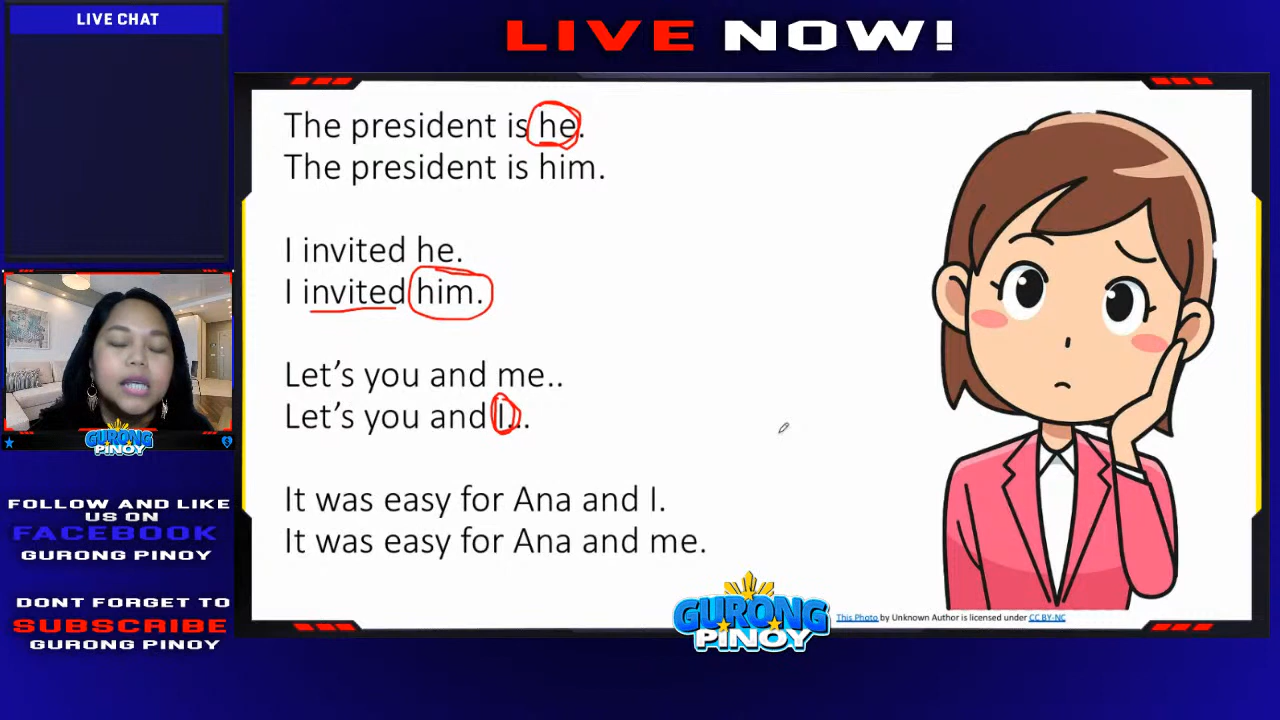 LIVE CHAT
LIVE NOW!
The president is he.
The president is him.
I invited he.
I invited him.
Let's you and me..
Let's you and I...
It was easy for Ana and I.
It was easy for Ana and me.
GURONG
PINOY
FOLLOW AND LIKE
US ON
FACEBOOK
GURONG PINOY
DONT FORGET TO
SUBSCRIBE
GURONG PINOY
GURONG
PINOY
This Photo by Unknown Author is licensed under CC BY-NC